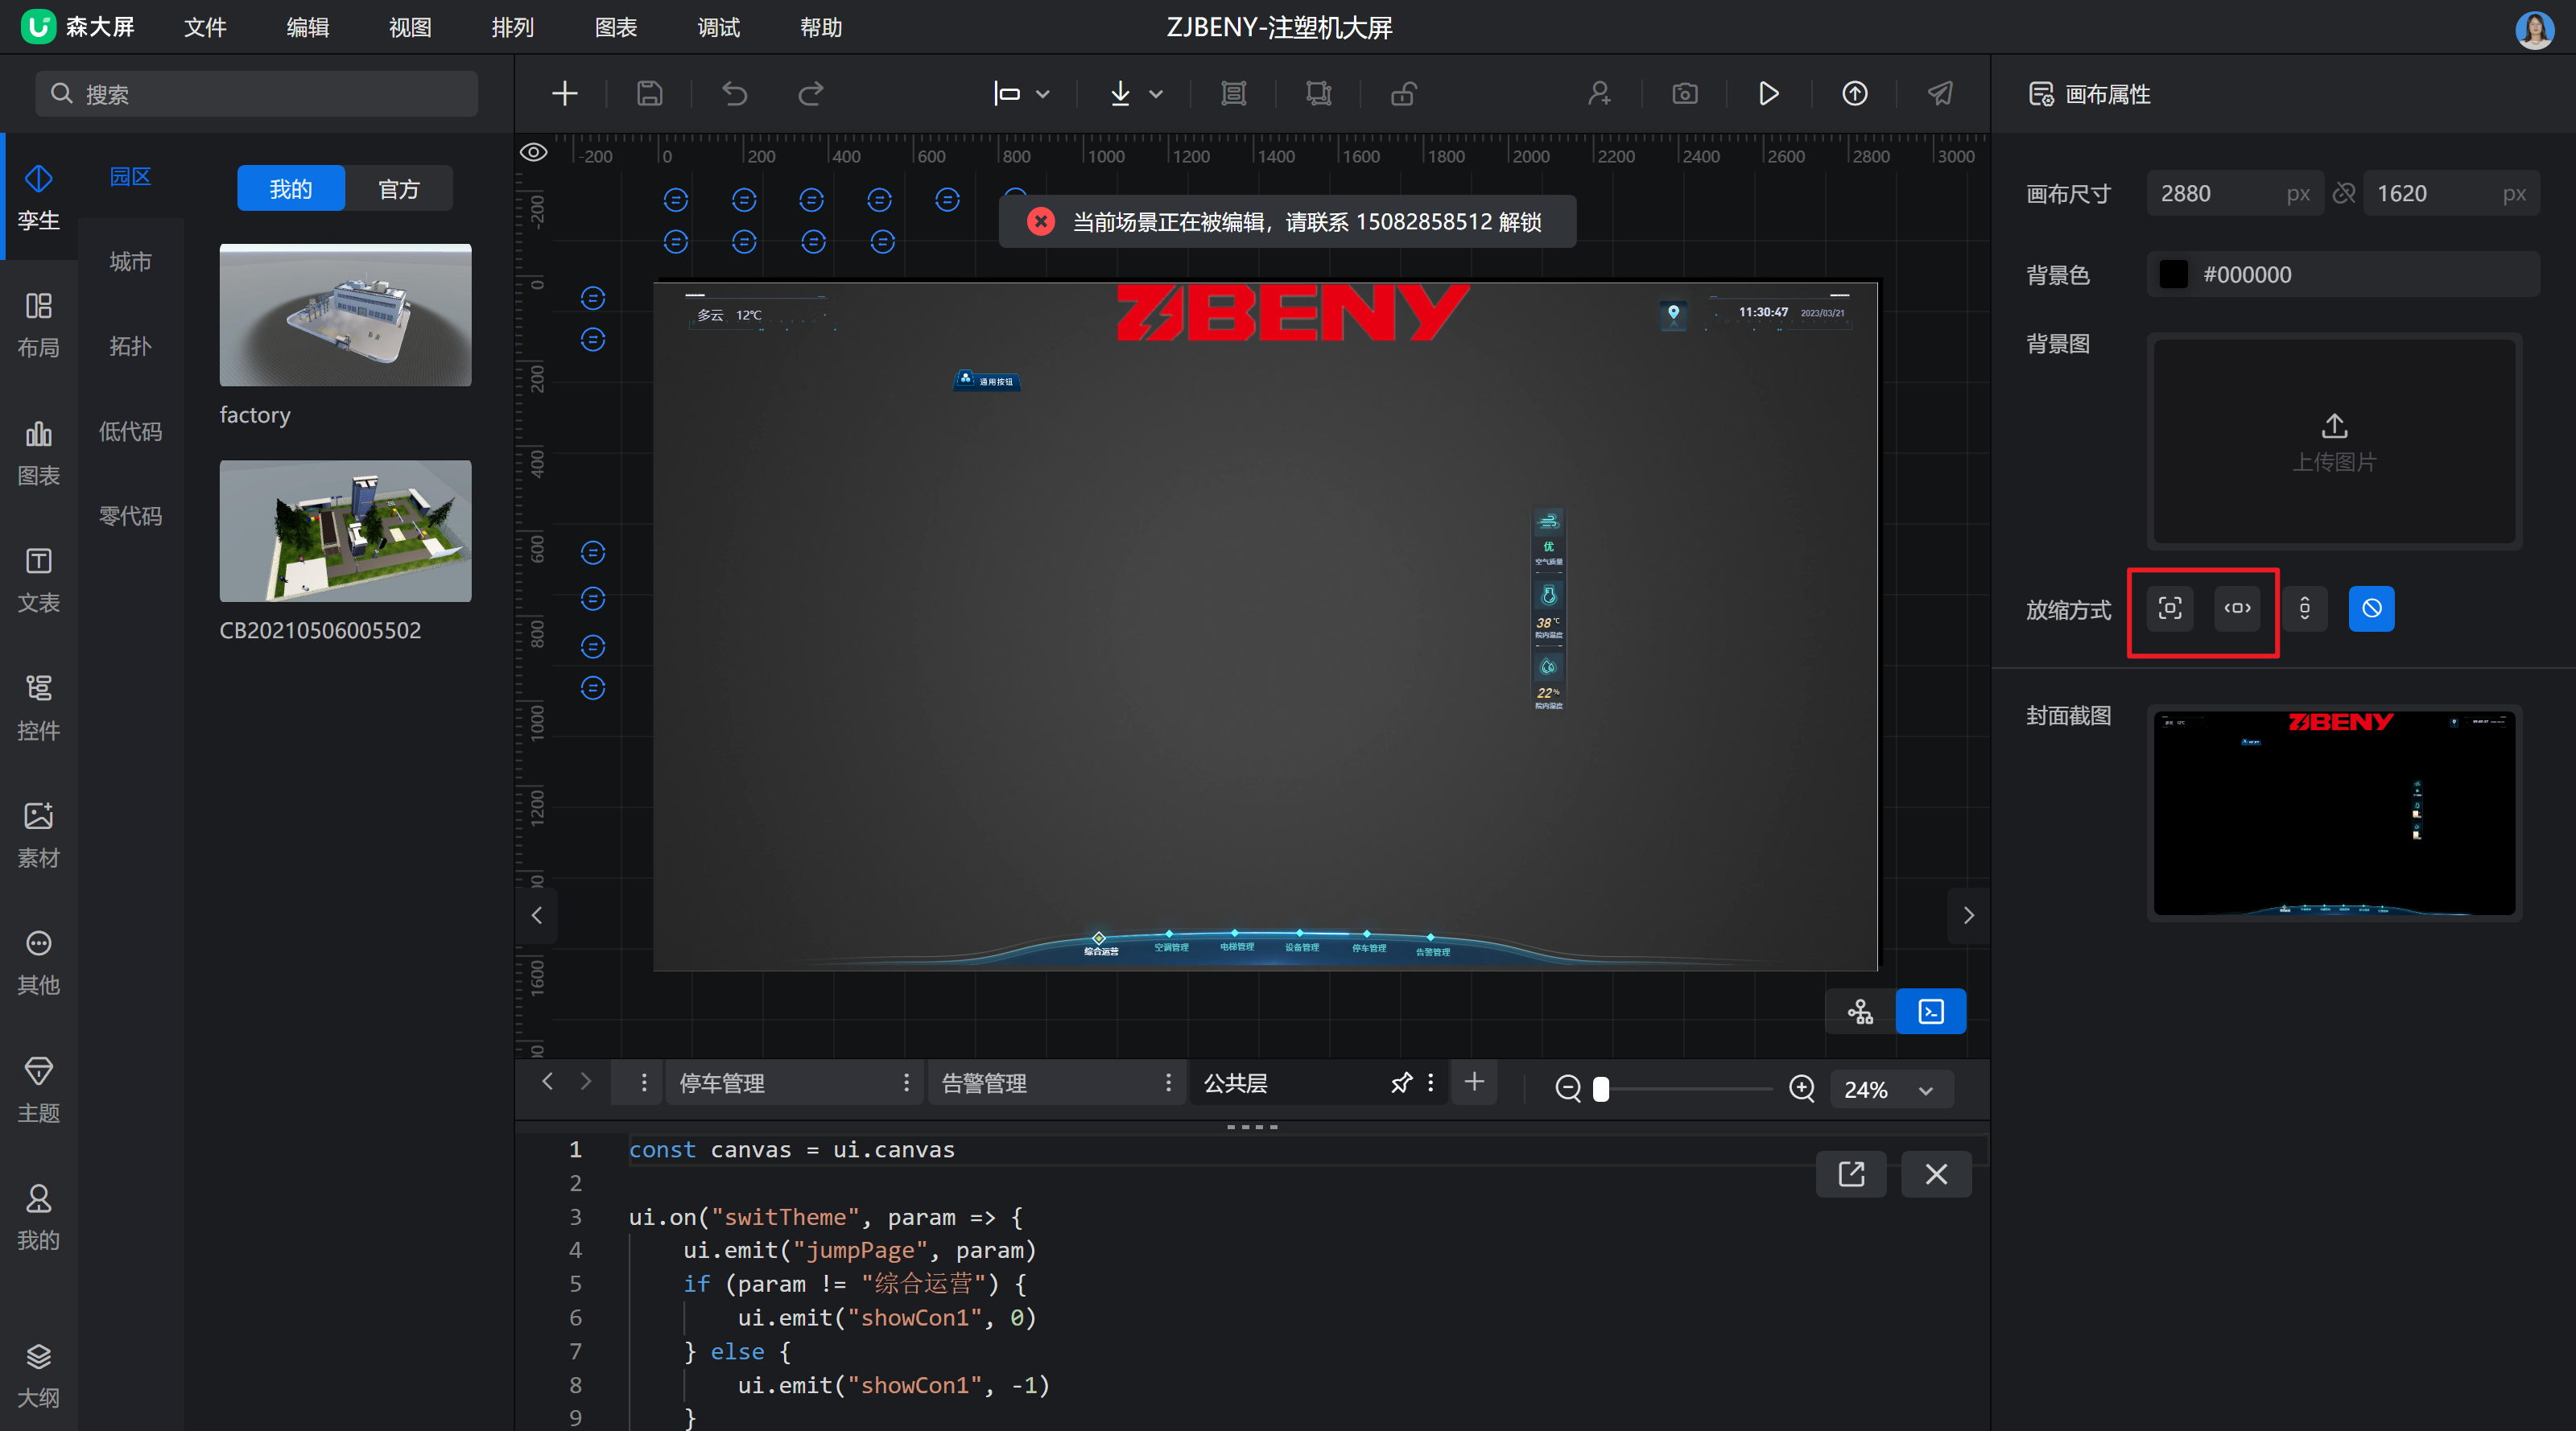 森大屏
文件
编辑
视图
排列
图表
调试
帮助
ZJBENY-注塑机大屏
搜索
画布属性
孪生
布局
图表
文表
控件
素材
其他
主题
我的
大纲
园区
城市
拓扑
低代码
零代码
我的
官方
factory
CB20210506005502
-200
0
200
400
600
800
1000
1200
1400
1600
1800
2000
2200
2400
2600
2800
3000
-200
0
200
400
600
800
1000
1200
1600
当前场景正在被编辑，请联系 15082858512 解锁
多云 12℃
ZJBENY
11:30:47 2023/03/21
通用按钮
优
空气质量
38℃
院内温度
22%
院内湿度
综合运营
空调管理
电梯管理
设备管理
停车管理
告警管理
停车管理
告警管理
公共层
24%
1 const canvas = ui.canvas
2
3 ui.on("switTheme", param => {
4 ui.emit("jumpPage", param)
5 if (param != "综合运营") {
6 ui.emit("showCon1", 0)
7 } else {
8 ui.emit("showCon1", -1)
9 }
画布尺寸
2880 px
1620 px
背景色
#000000
背景图
上传图片
放缩方式
封面截图
ZJBENY